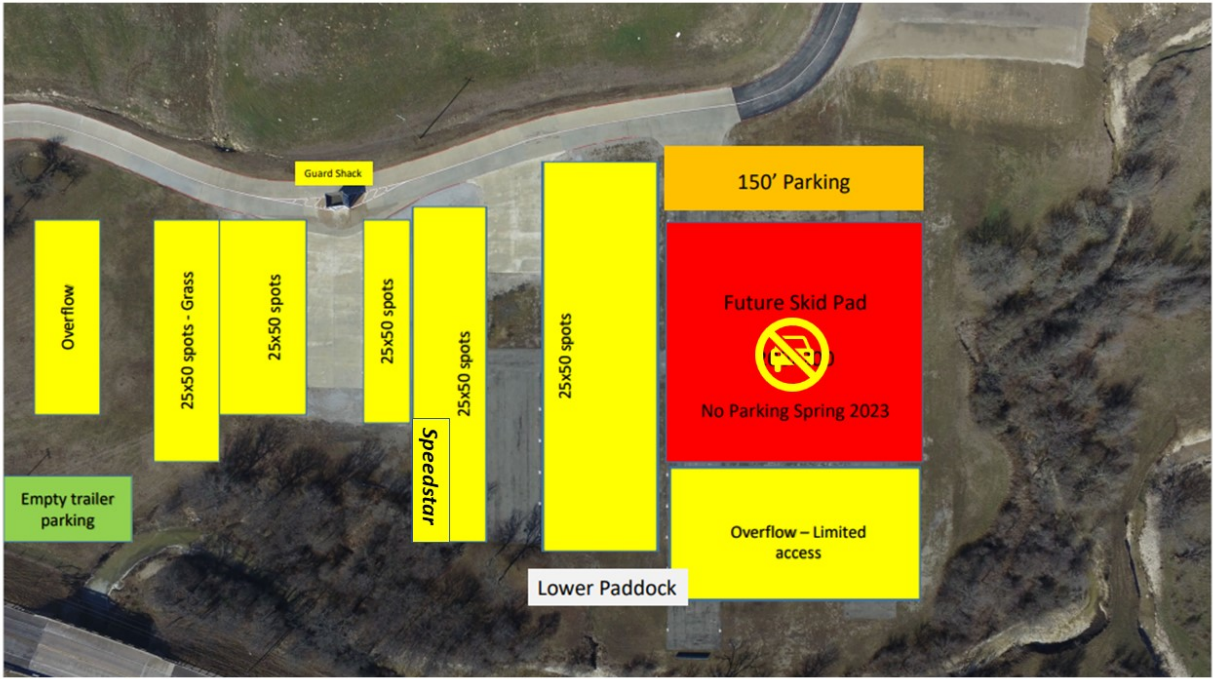 Guard Shack
150’ Parking
Overflow
25x50 spots - Grass
25x50 spots
25x50 spots
25x50 spots
25x50 spots
Future Skid Pad
No Parking Spring 2023
Speedstar
Empty trailer
parking
Overflow – Limited
access
Lower Paddock